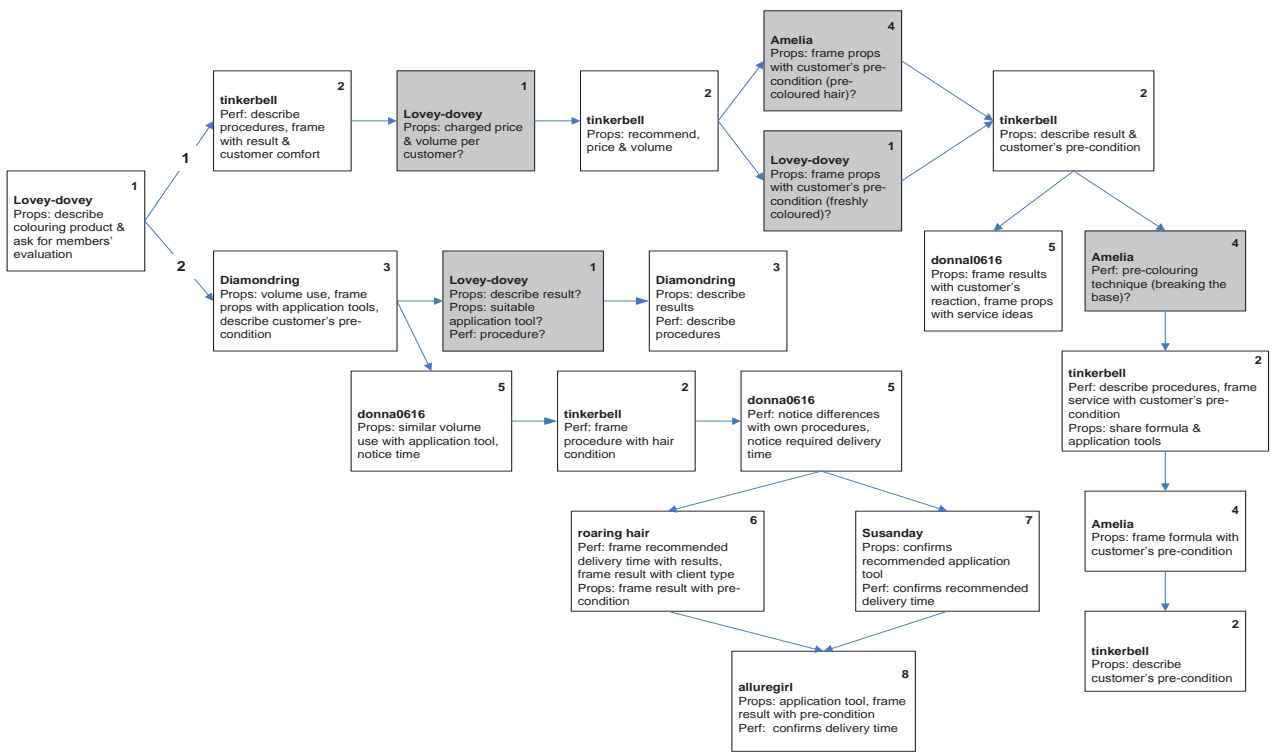 1
Lovey-dovey
Props: describe
colouring product &
ask for members'
evaluation
1
2
tinkerbell
Perf: describe
procedures, frame
with result &
customer comfort
1
Lovey-dovey
Props: charged price
& volume per
customer?
2
tinkerbell
Props: recommend,
price & volume
4
Amelia
Props: frame props
with customer's pre-
condition (pre-
coloured hair)?
1
Lovey-dovey
Props: frame props
with customer's pre-
condition (freshly
coloured)?
2
tinkerbell
Props: describe result &
customer's pre-condition
5
donnal0616
Props: frame results
with customer's
reaction, frame props
with service ideas
4
Amelia
Perf: pre-colouring
technique (breaking the
base)?
2
tinkerbell
Perf: describe procedures, frame
service with customer's pre-
condition
Props: share formula &
application tools
4
Amelia
Props: frame formula with
customer's pre-condition
2
tinkerbell
Props: describe
customer's pre-condition
2
3
Diamondring
Props: volume use, frame
props with application tools,
describe customer's pre-
condition
1
Lovey-dovey
Props: describe result?
Props: suitable
application tool?
Perf: procedure?
3
Diamondring
Props: describe
results
Perf: describe
procedures
5
donna0616
Props: similar volume
use with application tool,
notice time
2
tinkerbell
Perf: frame
procedure with hair
condition
5
donna0616
Perf: notice differences
with own procedures,
notice required delivery
time
6
roaring hair
Perf: frame recommended
delivery time with results,
frame result with client type
Props: frame result with pre-
condition
7
Susanday
Props: confirms
recommended application
tool
Perf: confirms recommended
delivery time
8
alluregirl
Props: application tool, frame
result with pre-condition
Perf: confirms delivery time